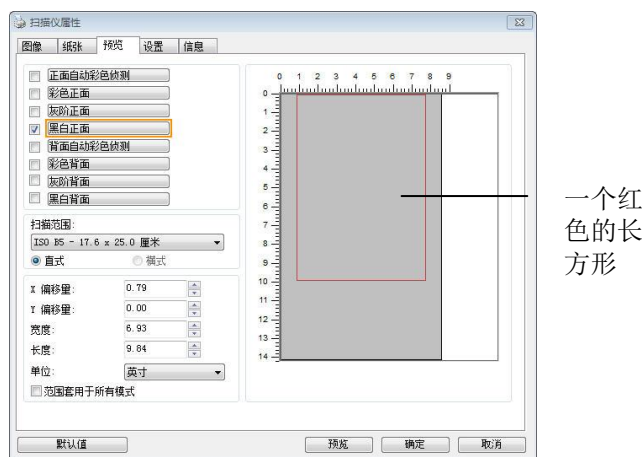 扫描仪属性
图像 纸张 预览 设置 信息
正面自动彩色侦测
彩色正面
灰阶正面
黑白正面
背面自动彩色侦测
彩色背面
灰阶背面
黑白背面
扫描范围:
ISO B5 - 17.6 x 25.0 厘米
直式 横式
X 偏移量: 0.79
Y 偏移量: 0.00
宽度: 6.93
长度: 9.84
单位: 英寸
范围套用于所有模式
0 1 2 3 4 5 6 7 8 9
0
1
2
3
4
5
6
7
8
9
10
11
12
13
14
一个红
色的长
方形
默认值 预览 确定 取消